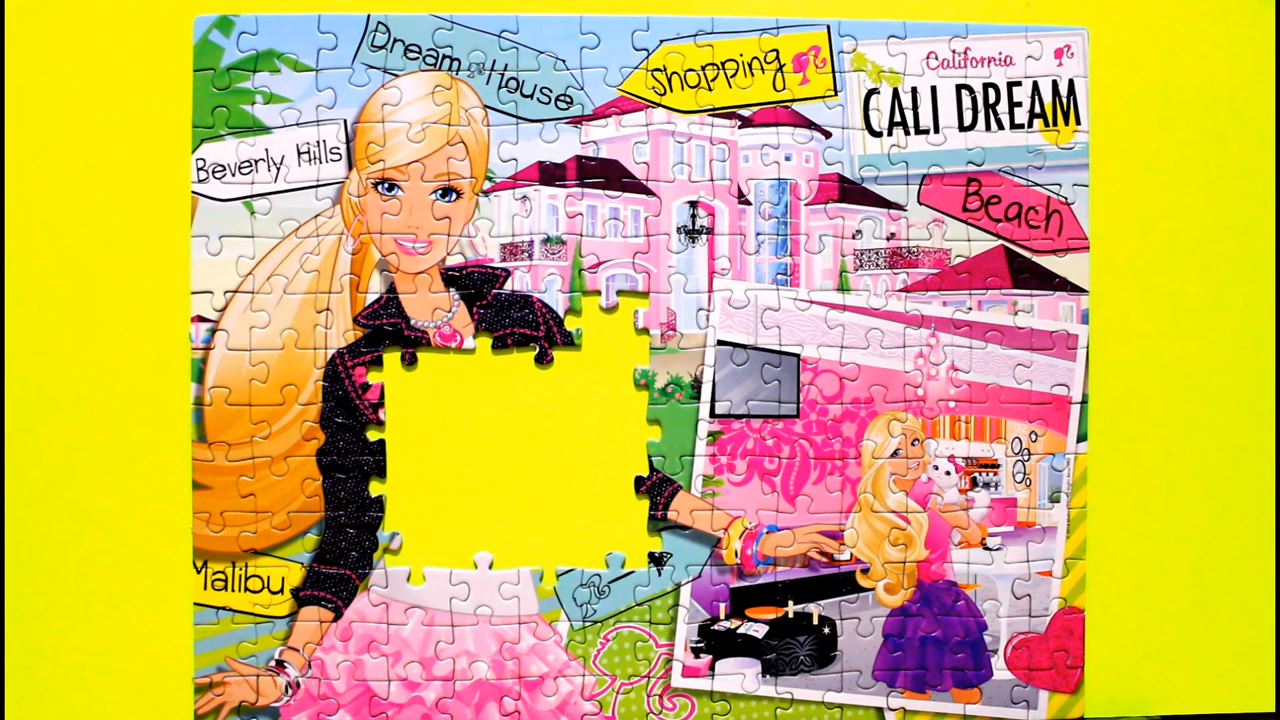 Dream House
Shopping
California
CALI DREAM
Beverly Hills
Beach
Malibu